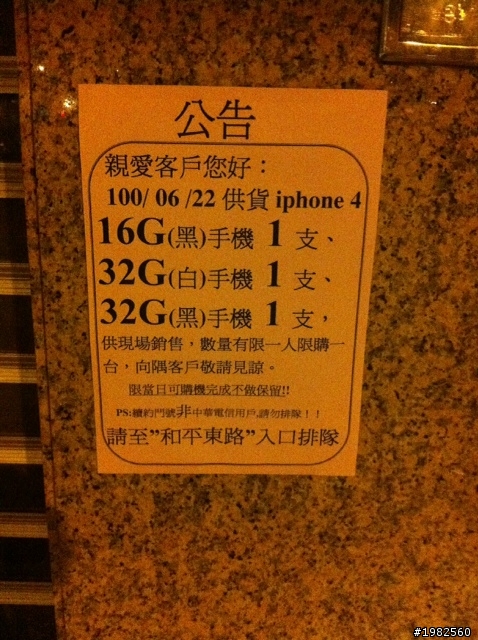 公告
親愛客戶您好：
100/ 06 /22 供貨 iphone 4
16G(黑)手機 1 支、
32G(白)手機 1 支、
32G(黑)手機 1 支，
供現場銷售，數量有限一人限購一
台，向隅客戶敬請見諒。
限當日可購機完成不做保留!!
PS:續約門號非中華電信用戶,請勿排隊！！
請至”和平東路”入口排隊
#1982560